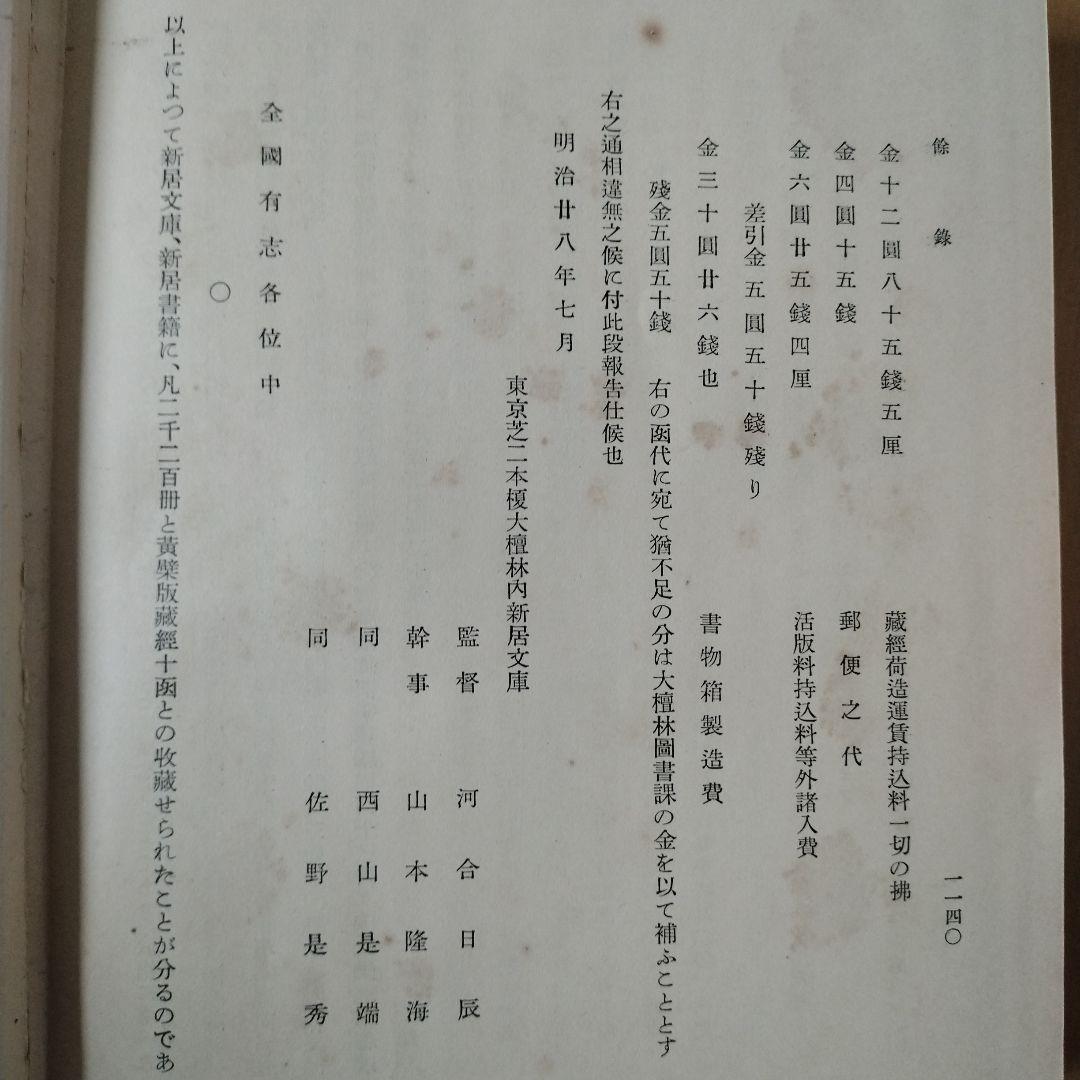 餘錄
一一四〇
金十二圓八十五錢五厘 藏經荷造運賃持込料一切の拂
金四圓十五錢 郵便之代
金六圓廿五錢四厘 活版料持込料等外諸入費
差引金五圓五十錢殘り
金三十圓廿六錢也 書物箱製造費
殘金五圓五十錢 右の凾代に宛て猶不足の分は大檀林圖書課の金を以て補ふこととす
右之通相違無之候に付此段報告仕候也
明治廿八年七月
東京芝二本榎大檀林內新居文庫
監督 河合日辰
幹事 山本隆海
同 西山是端
同 佐野是秀
全國有志各位中
〇
以上によつて新居文庫、新居書籍に、凡二千二百冊と黃檗版藏經十凾との收藏せられたことが分るのであ